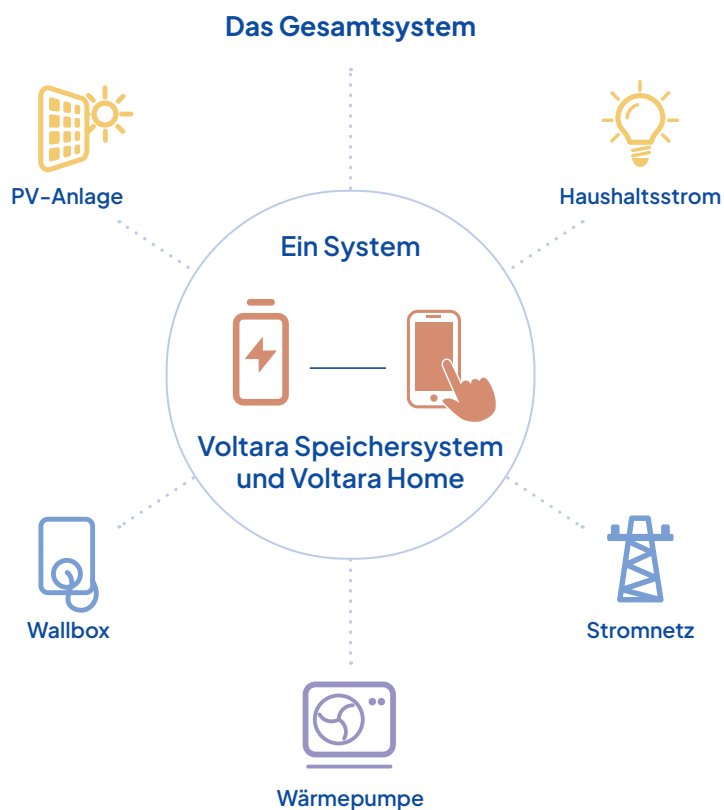 Das Gesamtsystem
PV-Anlage
Haushaltsstrom
Ein System
Voltara Speichersystem
und Voltara Home
Wallbox
Stromnetz
Wärmepumpe